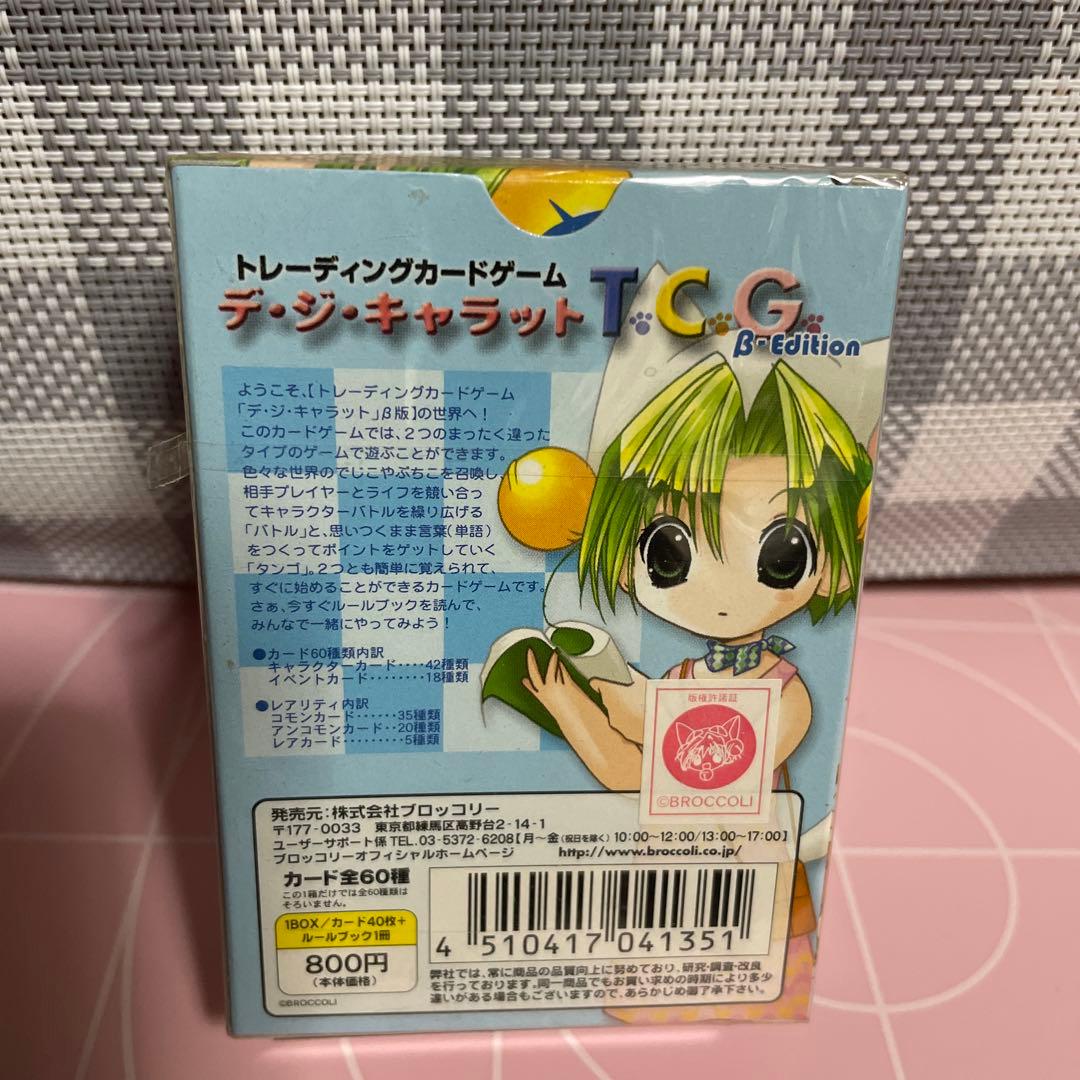 トレーディングカードゲーム
デ・ジ・キャラット T.C.G.
β-Edition
ようこそ、【トレーディングカードゲーム
「デ・ジ・キャラット」β版】の世界へ！
このカードゲームでは、2つのまったく違った
タイプのゲームで遊ぶことができます。
色々な世界のでじこやぷちこを召喚し、
相手プレイヤーとライフを競い合っ
てキャラクターバトルを繰り広げる
「バトル」と、思いつくまま言葉（単語）
をつくってポイントをゲットしていく
「タンゴ」。2つとも簡単に覚えられて、
すぐに始めることができるカードゲームです。
さぁ、今すぐルールブックを読んで、
みんなで一緒にやってみよう！
●カード60種類内訳
キャラクターカード････42種類
イベントカード････････18種類
●レアリティ内訳
コモンカード･･････35種類
アンコモンカード･･20種類
レアカード････････5種類
版権許諾証
©BROCCOLI
発売元：株式会社ブロッコリー
〒177-0033 東京都練馬区高野台2-14-1
ユーザーサポート係 TEL.03-5372-6208【月～金（祝日を除く）10:00～12:00/13:00～17:00】
ブロッコリーオフィシャルホームページ http://www.broccoli.co.jp/
カード全60種
この1箱だけでは全60種類は
そろいません。
1BOX／カード40枚+
ルールブック1冊
800円
（本体価格）
©BROCCOLI
4 510417 041351
弊社では、常に商品の品質向上に努めており、研究・調査・改良
を行っております。同一商品でもお買い求めの時期により多少
違いがある場合もございますので、あらかじめ御了承下さい。